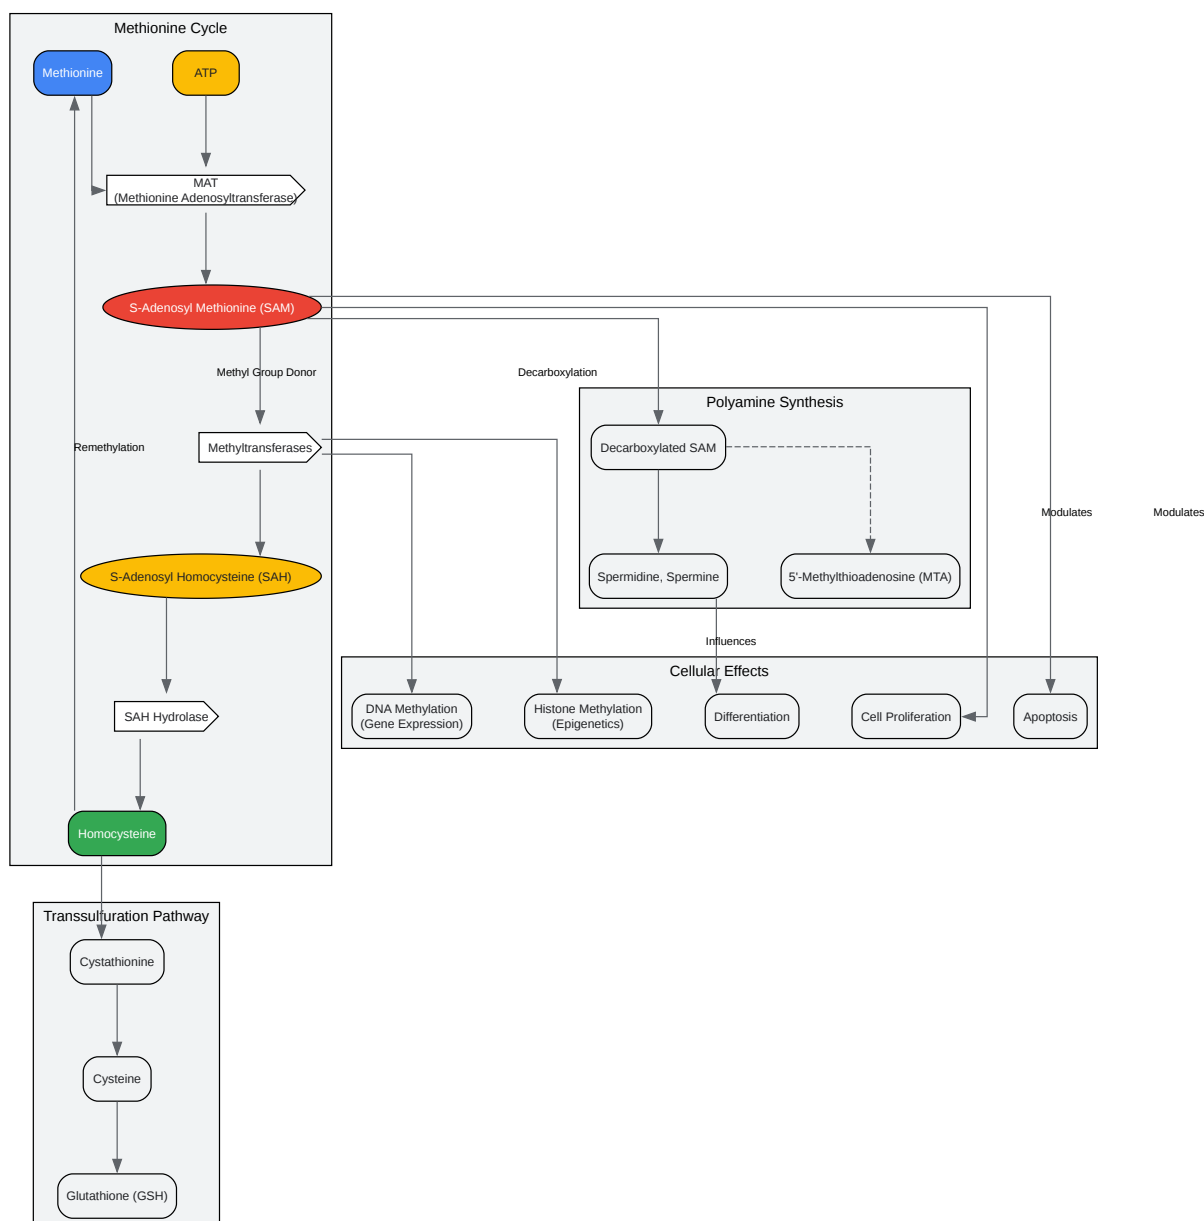 Methionine Cycle
Methionine
ATP
MAT
(Methionine Adenosyltransferase)
S-Adenosyl Methionine (SAM)
Methyl Group Donor
Decarboxylation
Polyamine Synthesis
Remethylation
Methyltransferases
Decarboxylated SAM
Modulates
Modulates
S-Adenosyl Homocysteine (SAH)
Spermidine, Spermine
5'-Methylthioadenosine (MTA)
Influences
Cellular Effects
SAH Hydrolase
DNA Methylation
(Gene Expression)
Histone Methylation
(Epigenetics)
Differentiation
Cell Proliferation
Apoptosis
Homocysteine
Transsulfuration Pathway
Cystathionine
Cysteine
Glutathione (GSH)